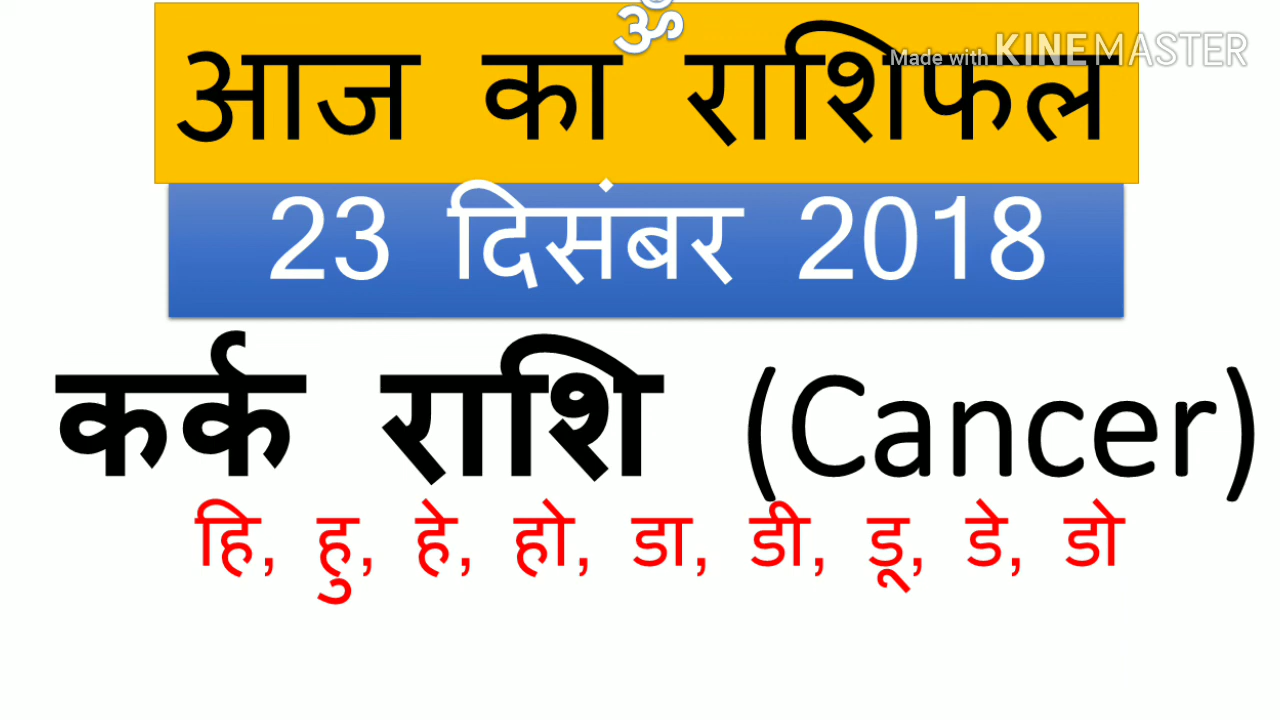 ॐ
Made with KINEMASTER
आज का राशिफल
23 दिसंबर 2018
कर्क राशि (Cancer)
हि, हु, हे, हो, डा, डी, डू, डे, डो